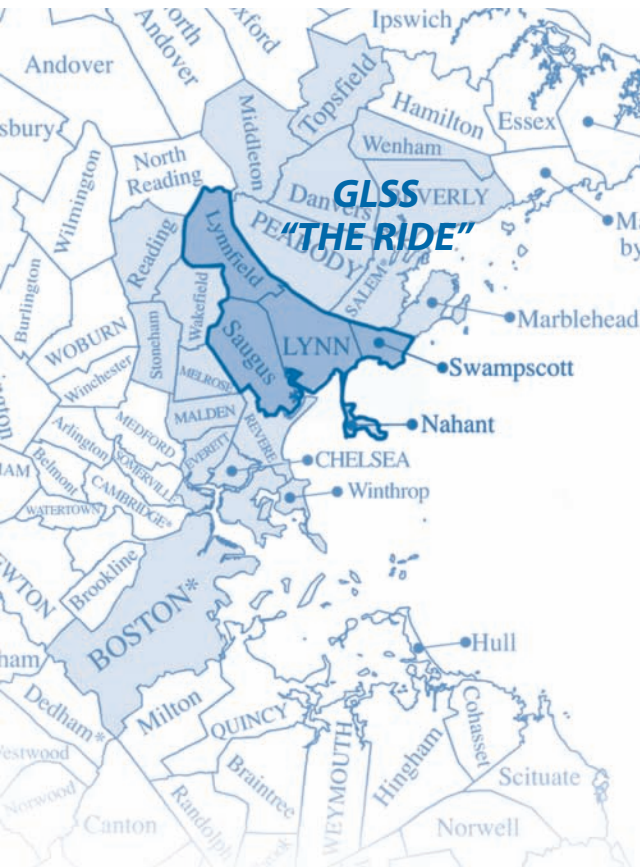 Ipswich
Andover
North
Andover
Topsfield
Hamilton
Essex
Middleton
Wenham
North
Reading
Wilmington
Danvers
GLSS
"THE RIDE"
PEABODY
Reading
Lynnfield
SALEM*
Burlington
Wakefield
Marblehead
WOBURN
Stoneham
Saugus
LYNN
Swampscott
Winchester
MELROSE
MALDEN
Nahant
Arlington
MEDFORD
REVERE
EVERETT
CHELSEA
Belmont
SOMERVILLE
Winthrop
CAMBRIDGE*
WATERTOWN
Brookline
BOSTON*
Hull
Dedham*
Milton
QUINCY
Cohasset
Braintree
WEYMOUTH
Hingham
Scituate
Norwood
Canton
Randolph
Norwell